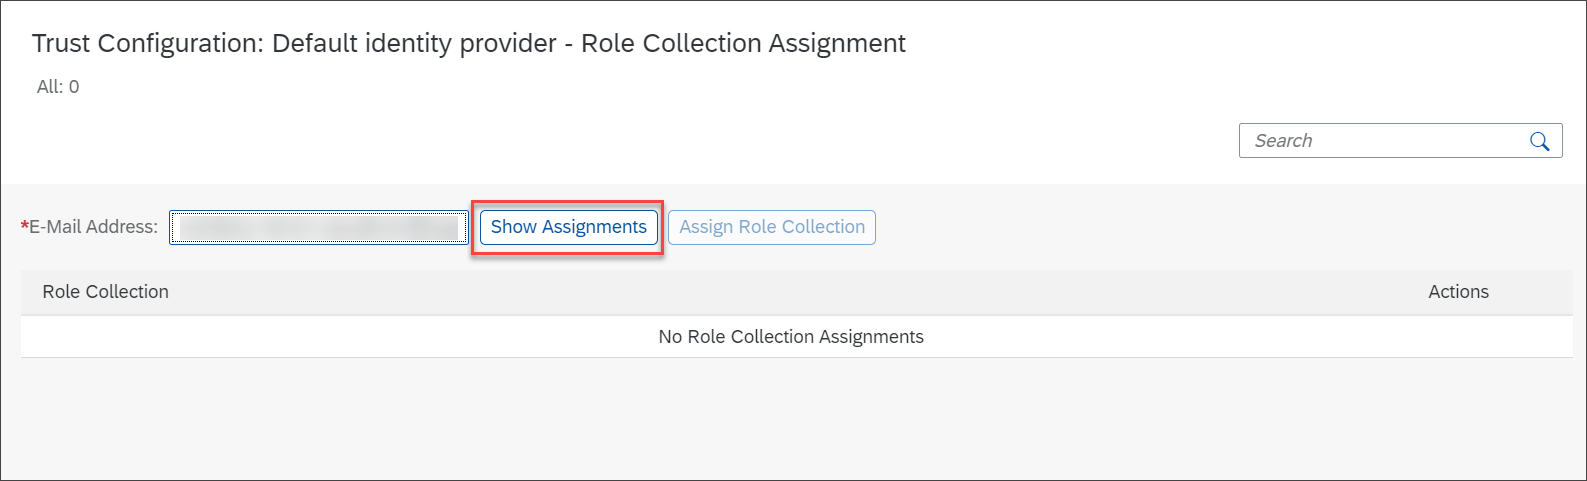 Trust Configuration: Default identity provider - Role Collection Assignment
All: 0
Search
*E-Mail Address: Show Assignments Assign Role Collection
Role Collection Actions
No Role Collection Assignments